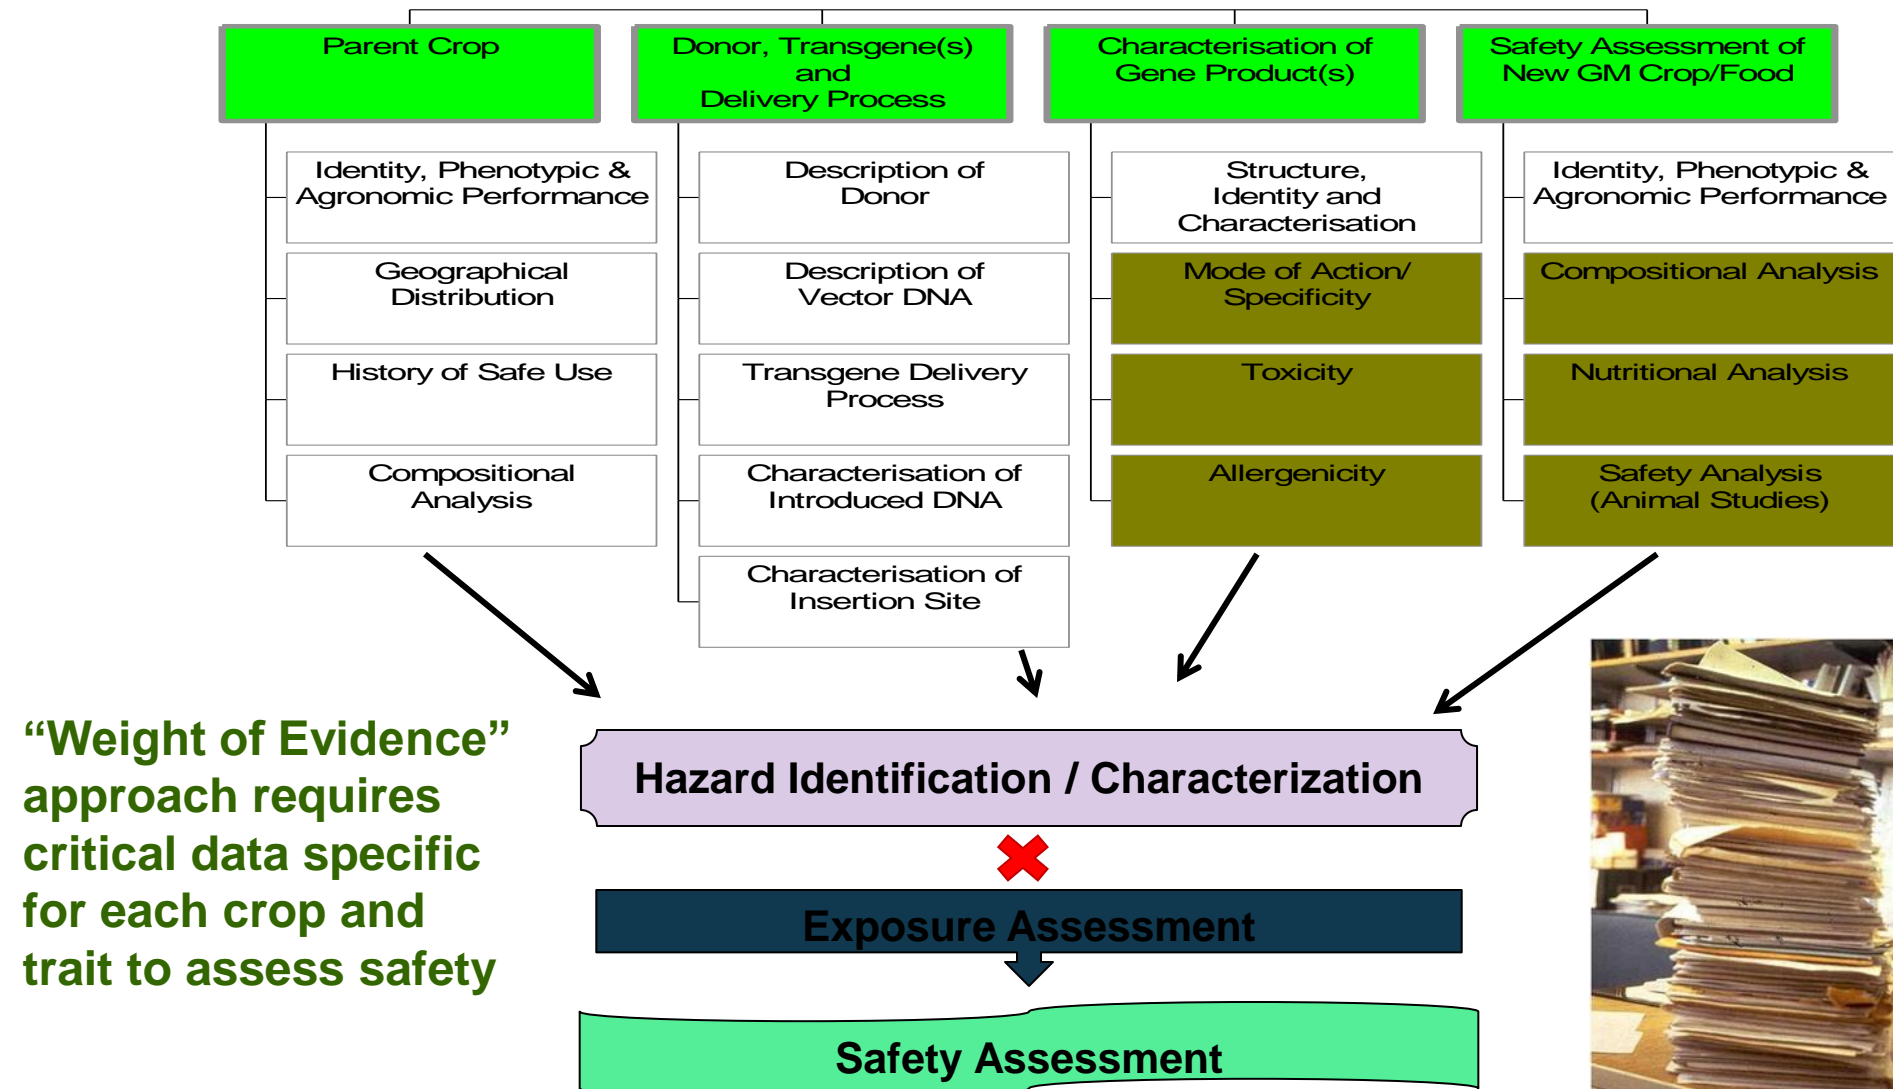 Parent Crop
Donor, Transgene(s)
and
Delivery Process
Characterisation of
Gene Product(s)
Safety Assessment of
New GM Crop/Food
Identity, Phenotypic &
Agronomic Performance
Geographical
Distribution
History of Safe Use
Compositional
Analysis
Description of
Donor
Description of
Vector DNA
Transgene Delivery
Process
Characterisation of
Introduced DNA
Characterisation of
Insertion Site
Structure,
Identity and
Characterisation
Mode of Action/
Specificity
Toxicity
Allergenicity
Identity, Phenotypic &
Agronomic Performance
Compositional Analysis
Nutritional Analysis
Safety Analysis
(Animal Studies)
“Weight of Evidence”
approach requires
critical data specific
for each crop and
trait to assess safety
Hazard Identification / Characterization
Exposure Assessment
Safety Assessment